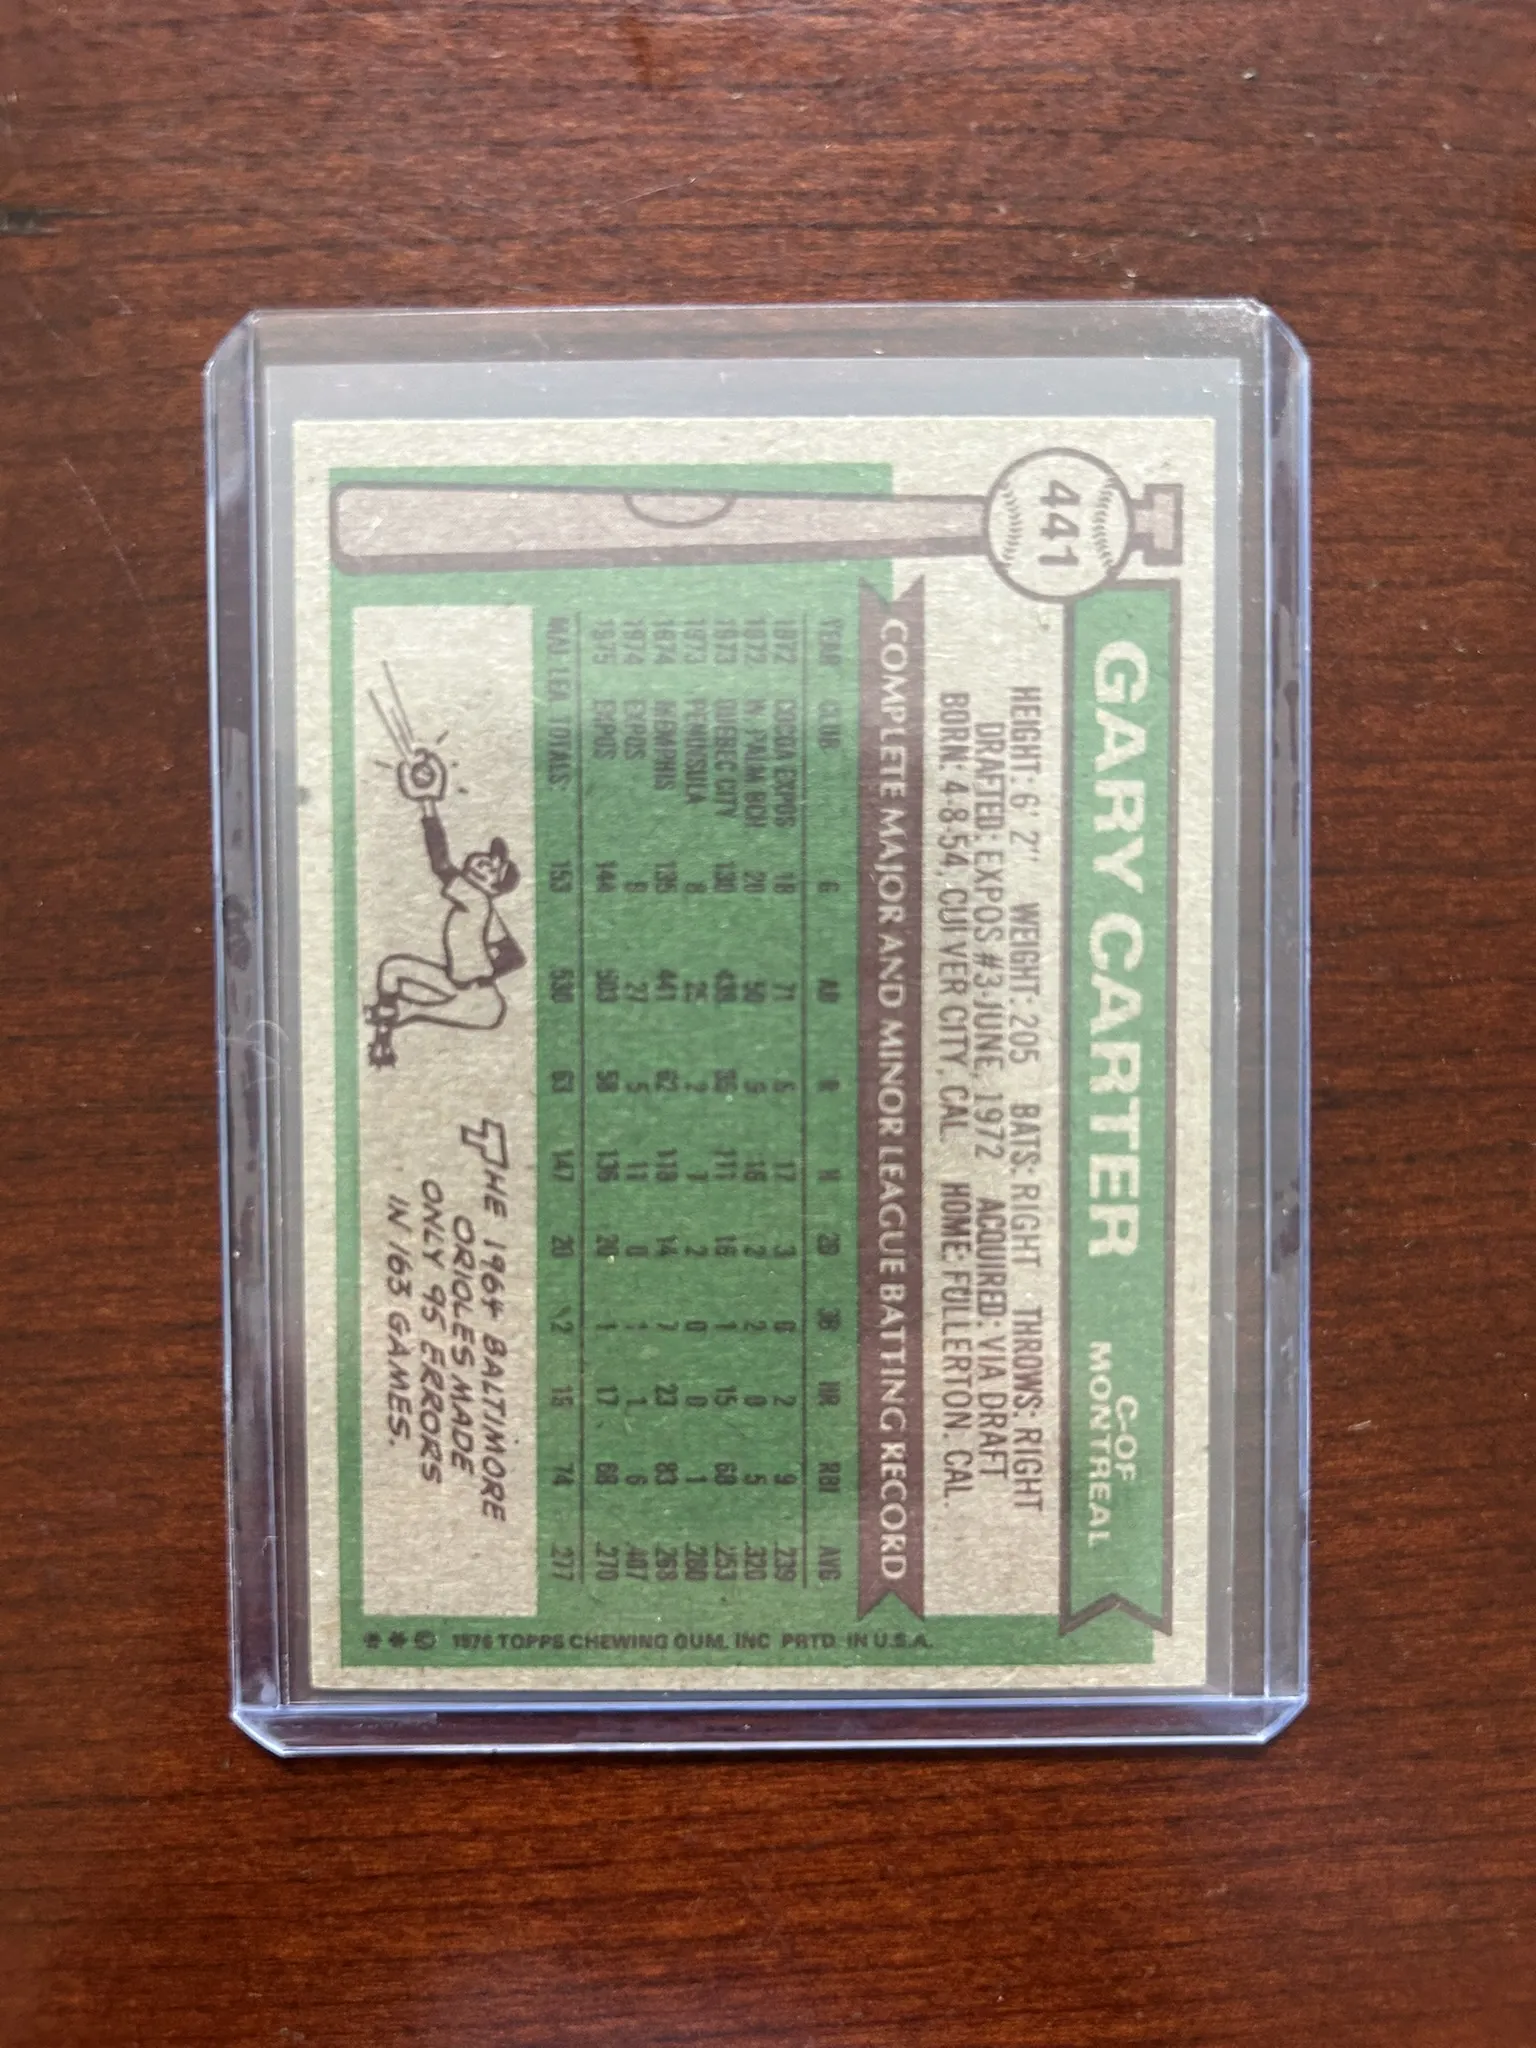 441
GARY CARTER
C-OF
MONTREAL
HEIGHT: 6' 2" WEIGHT: 205 BATS: RIGHT THROWS: RIGHT
DRAFTED: EXPOS #3-JUNE, 1972 ACQUIRED: VIA DRAFT
BORN: 4-8-54, CULVER CITY, CAL. HOME: FULLERTON, CAL.
COMPLETE MAJOR AND MINOR LEAGUE BATTING RECORD
YEAR CLUB G AB R H 2B 3B HR RBI AVG
1972 COCOA EXPOS 18 71 6 17 3 6 2 9 .239
1972 W. PALM BCH 20 50 9 16 2 2 0 5 .320
1973 QUEBEC CITY 130 439 65 111 16 1 15 68 .253
1973 PENINSULA 8 25 2 7 2 0 0 1 .280
1974 MEMPHIS 135 441 62 118 14 7 23 83 .268
1974 EXPOS 9 27 5 11 0 1 1 6 .407
1975 EXPOS 144 503 58 136 20 1 17 68 .270
MAJ. LEA. TOTALS 153 530 63 147 20 2 18 74 .277
THE 1964 BALTIMORE
ORIOLES MADE
ONLY 95 ERRORS
IN 163 GAMES.
✱ ✱ © 1976 TOPPS CHEWING GUM, INC. PRTD. IN U.S.A.